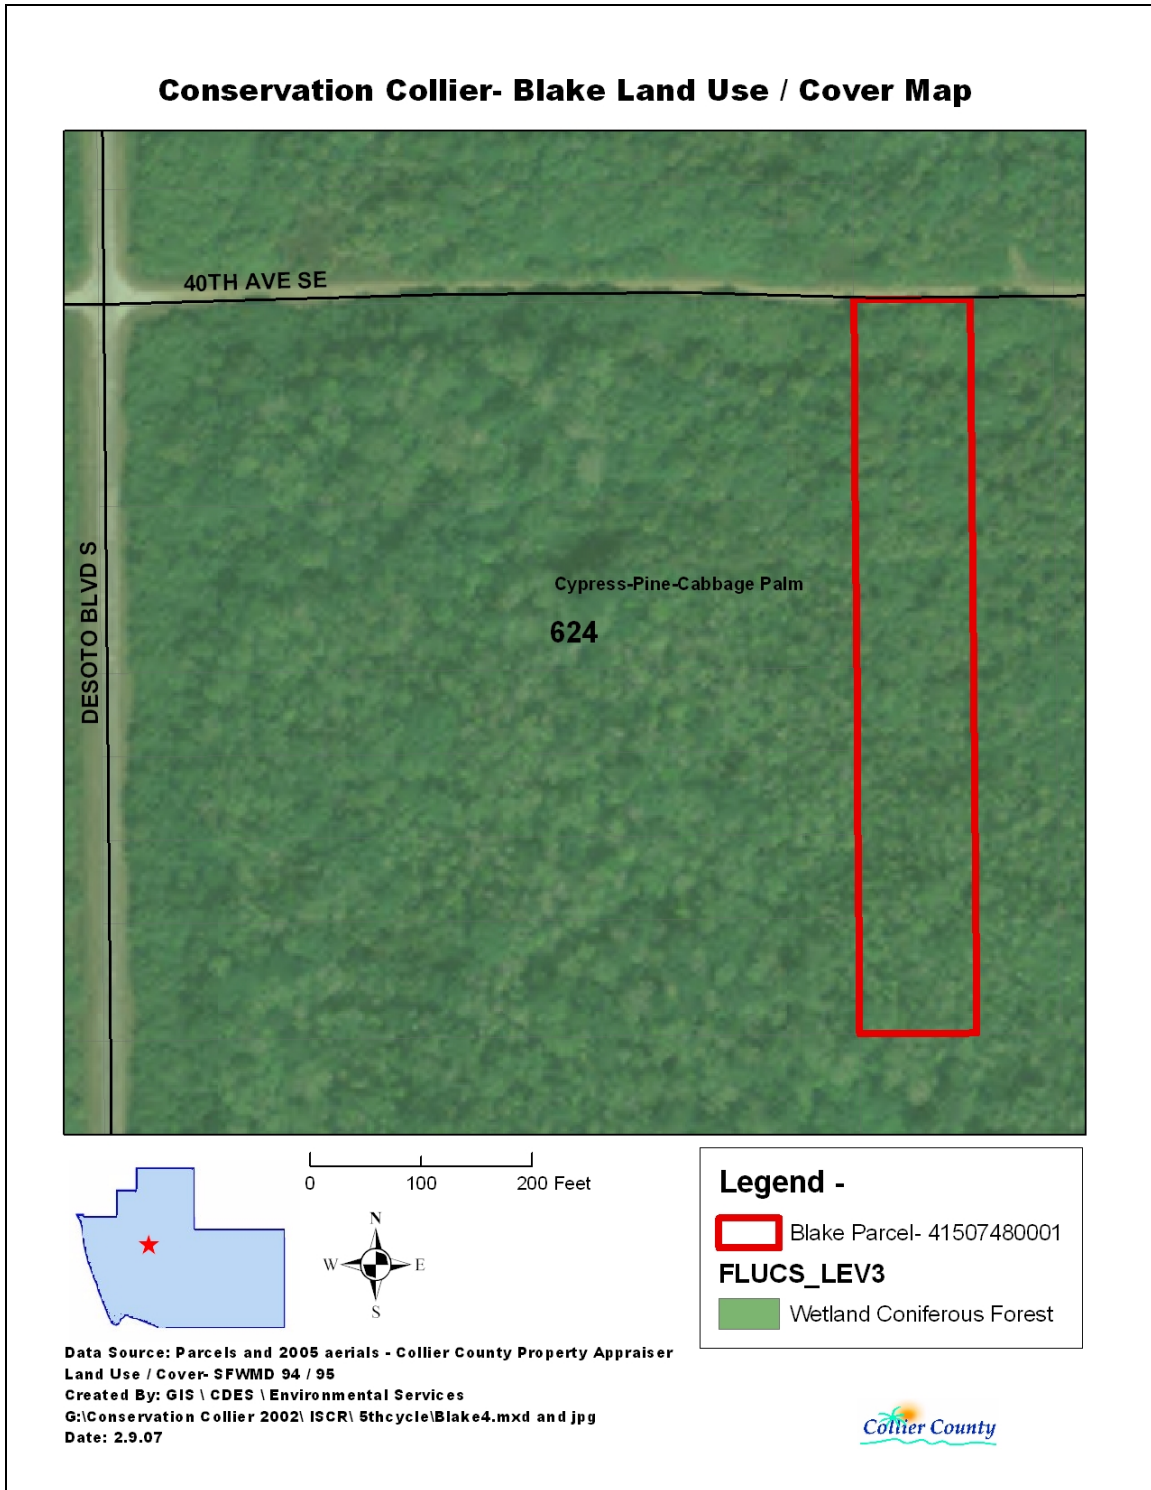 Conservation Collier- Blake Land Use / Cover Map
40TH AVE SE
DESOTO BLVD S
Cypress-Pine-Cabbage Palm
624
0 100 200 Feet
N
W E
S
Legend -
Blake Parcel- 41507480001
FLUCS_LEV3
Wetland Coniferous Forest
Data Source: Parcels and 2005 aerials - Collier County Property Appraiser
Land Use / Cover- SFWMD 94 / 95
Created By: GIS \ CDES \ Environmental Services
G:\Conservation Collier 2002\ ISCR\ 5thcycle\Blake4.mxd and jpg
Date: 2.9.07
Collier County